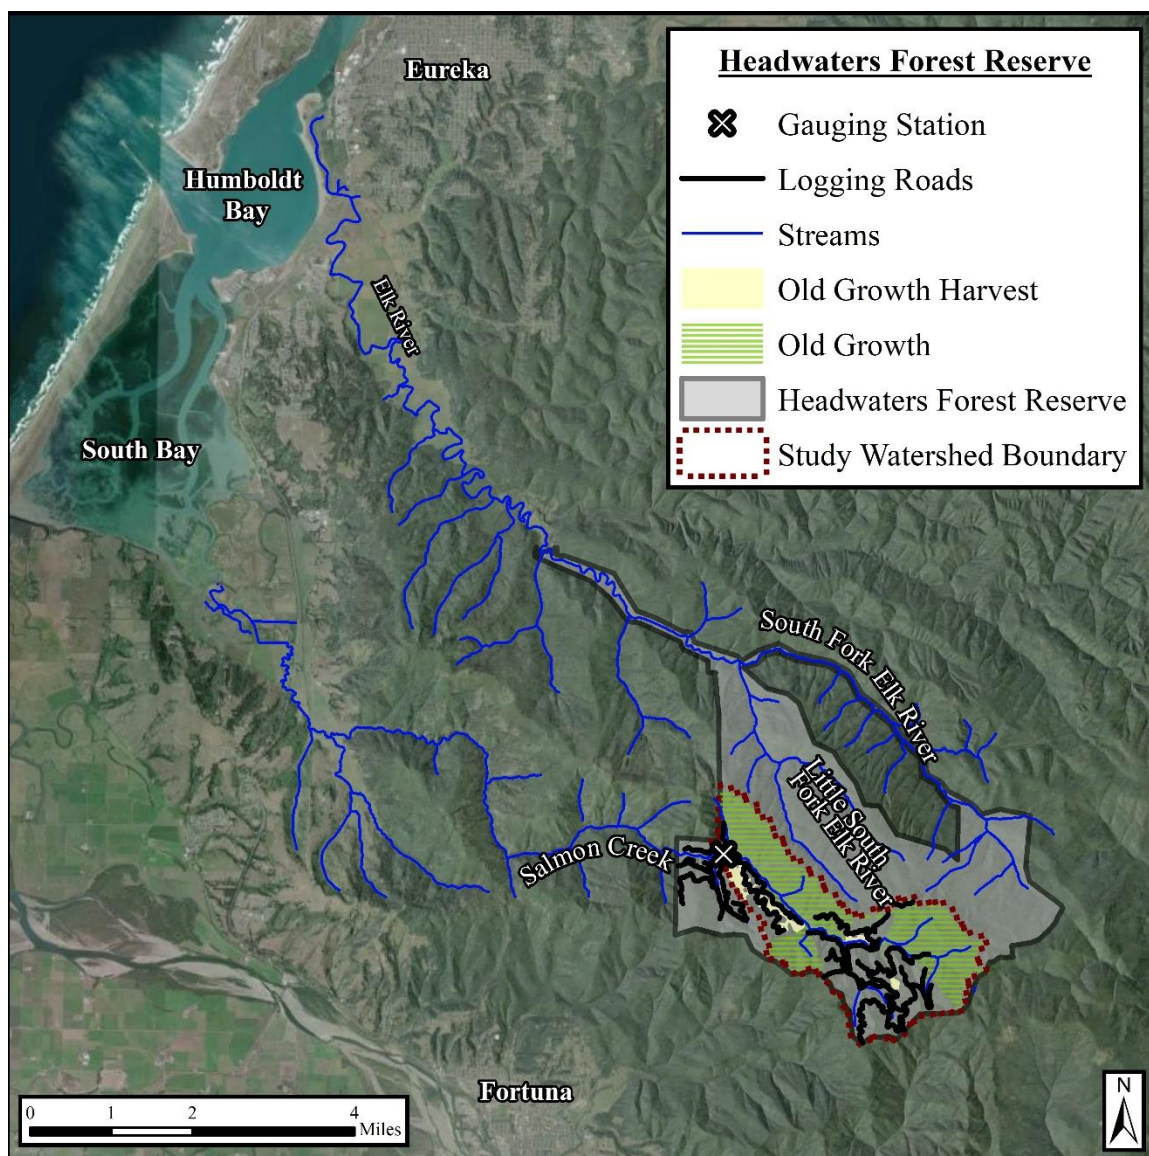 Eureka
Humboldt
Bay
Elk River
South Bay
South Fork Elk River
Little South
Fork Elk River
Salmon Creek
Fortuna
Headwaters Forest Reserve
Gauging Station
Logging Roads
Streams
Old Growth Harvest
Old Growth
Headwaters Forest Reserve
Study Watershed Boundary
0 1 2 4
Miles
N